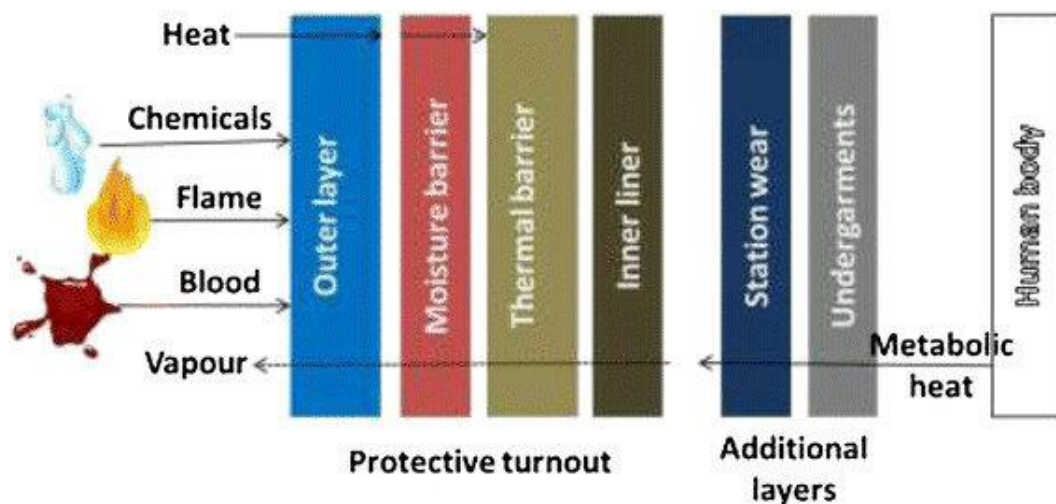 Heat
Chemicals
Flame
Blood
Vapour
Outer layer
Moisture barrier
Thermal barrier
Inner liner
Station wear
Undergarments
Human body
Metabolic
heat
Protective turnout
Additional
layers